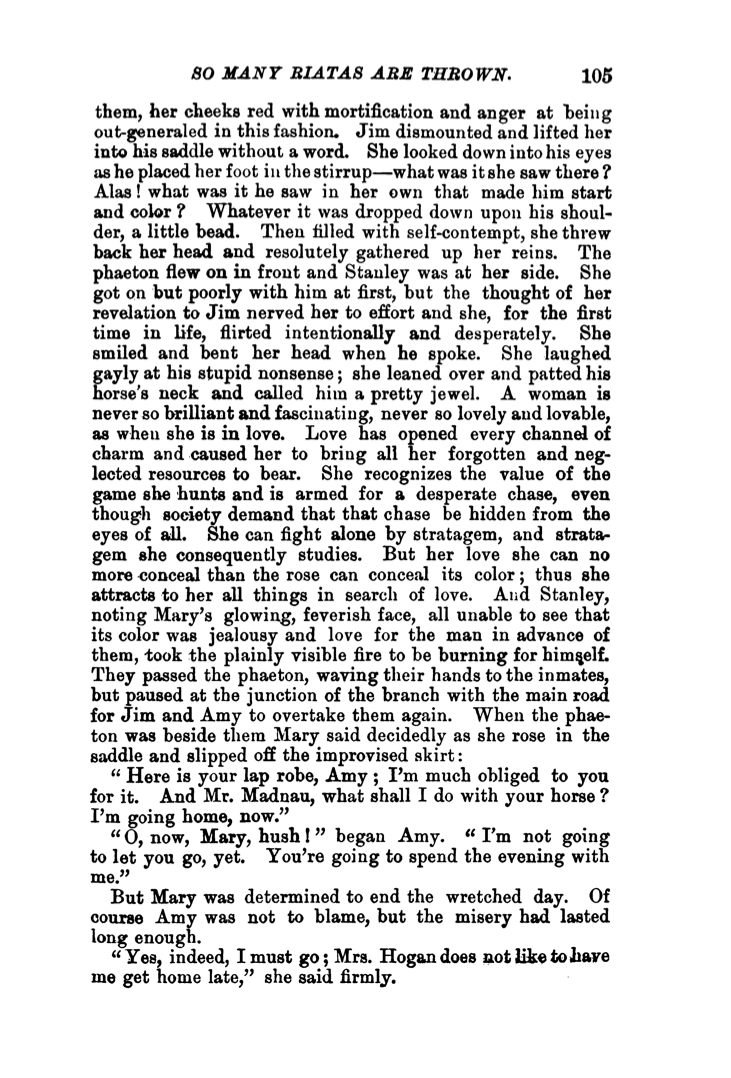 SO MANY RIATAS ARE THROWN. 105
them, her cheeks red with mortification and anger at being
out-generaled in this fashion. Jim dismounted and lifted her
into his saddle without a word. She looked down into his eyes
as he placed her foot in the stirrup—what was it she saw there?
Alas! what was it he saw in her own that made him start
and color? Whatever it was dropped down upon his shoul-
der, a little bead. Then filled with self-contempt, she threw
back her head and resolutely gathered up her reins. The
phaeton flew on in front and Stanley was at her side. She
got on but poorly with him at first, but the thought of her
revelation to Jim nerved her to effort and she, for the first
time in life, flirted intentionally and desperately. She
smiled and bent her head when he spoke. She laughed
gayly at his stupid nonsense; she leaned over and patted his
horse's neck and called him a pretty jewel. A woman is
never so brilliant and fascinating, never so lovely and lovable,
as when she is in love. Love has opened every channel of
charm and caused her to bring all her forgotten and neg-
lected resources to bear. She recognizes the value of the
game she hunts and is armed for a desperate chase, even
though society demand that that chase be hidden from the
eyes of all. She can fight alone by stratagem, and strata-
gem she consequently studies. But her love she can no
more conceal than the rose can conceal its color; thus she
attracts to her all things in search of love. And Stanley,
noting Mary's glowing, feverish face, all unable to see that
its color was jealousy and love for the man in advance of
them, took the plainly visible fire to be burning for himself.
They passed the phaeton, waving their hands to the inmates,
but paused at the junction of the branch with the main road
for Jim and Amy to overtake them again. When the phae-
ton was beside them Mary said decidedly as she rose in the
saddle and slipped off the improvised skirt:
"Here is your lap robe, Amy; I'm much obliged to you
for it. And Mr. Madnau, what shall I do with your horse?
I'm going home, now."
"O, now, Mary, hush!" began Amy. "I'm not going
to let you go, yet. You're going to spend the evening with
me."
But Mary was determined to end the wretched day. Of
course Amy was not to blame, but the misery had lasted
long enough.
"Yes, indeed, I must go; Mrs. Hogan does not like to have
me get home late," she said firmly.